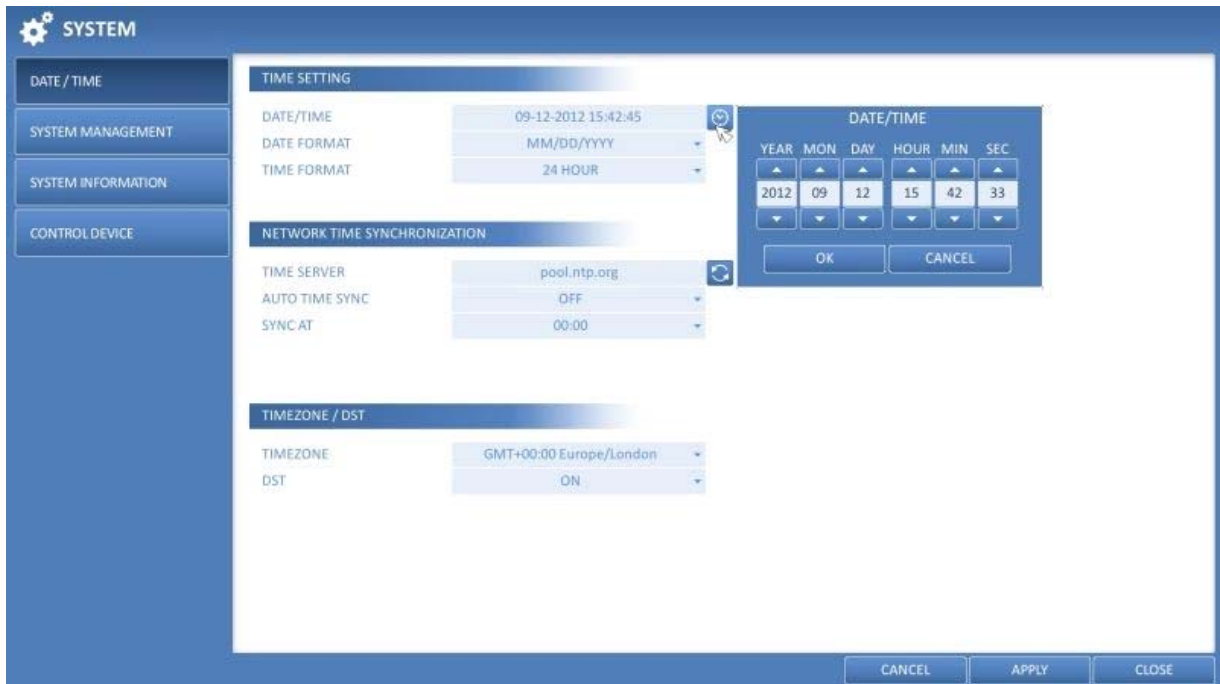 SYSTEM
DATE / TIME
SYSTEM MANAGEMENT
SYSTEM INFORMATION
CONTROL DEVICE
TIME SETTING
DATE/TIME 09-12-2012 15:42:45
DATE FORMAT MM/DD/YYYY
TIME FORMAT 24 HOUR
DATE/TIME
YEAR MON DAY HOUR MIN SEC
2012 09 12 15 42 33
OK CANCEL
NETWORK TIME SYNCHRONIZATION
TIME SERVER pool.ntp.org
AUTO TIME SYNC OFF
SYNC AT 00:00
TIMEZONE / DST
TIMEZONE GMT+00:00 Europe/London
DST ON
CANCEL APPLY CLOSE